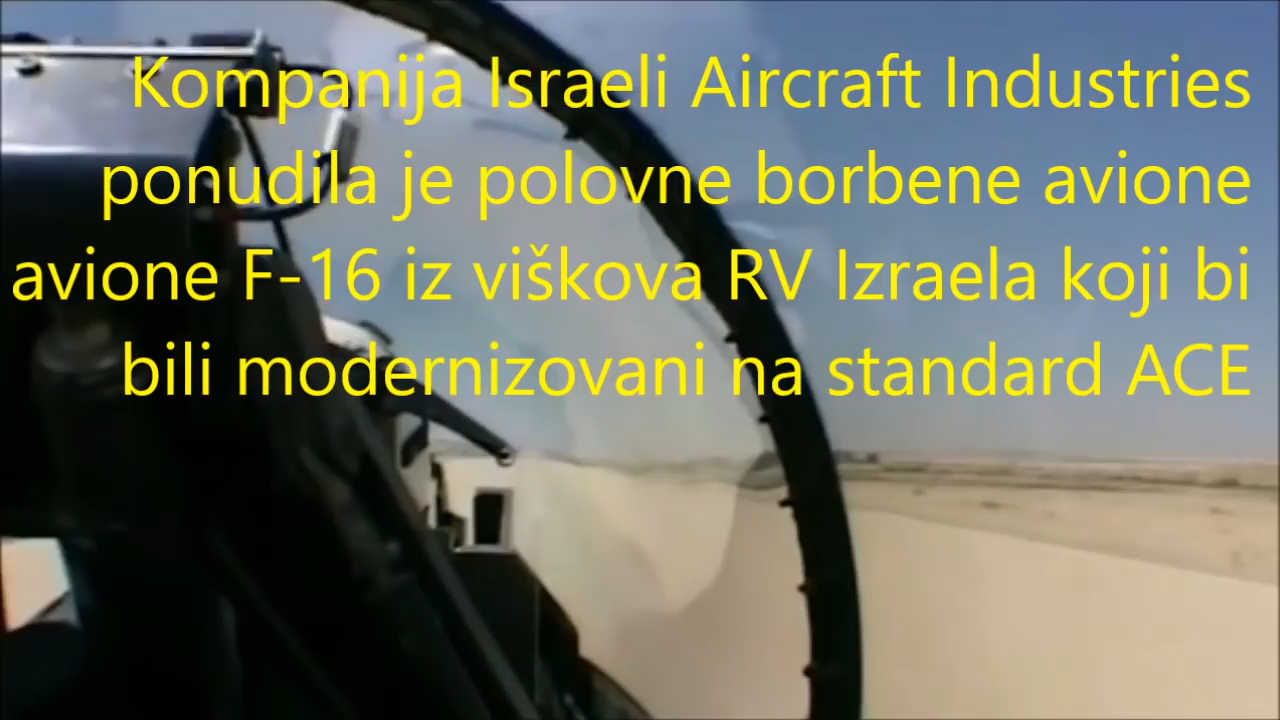 Kompanija Israeli Aircraft Industries
ponudila je polovne borbene avione
avione F-16 iz viškova RV Izraela koji bi
bili modernizovani na standard ACE